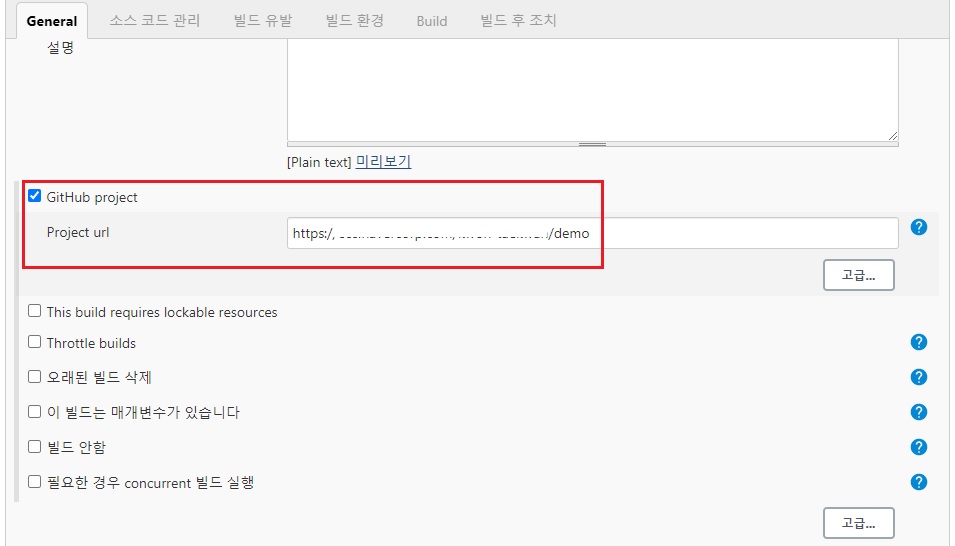 General 소스 코드 관리 빌드 유발 빌드 환경 Build 빌드 후 조치
설명
[Plain text] 미리보기
GitHub project
Project url https:/ /demo
고급...
This build requires lockable resources
Throttle builds
오래된 빌드 삭제
이 빌드는 매개변수가 있습니다
빌드 안함
필요한 경우 concurrent 빌드 실행
고급...